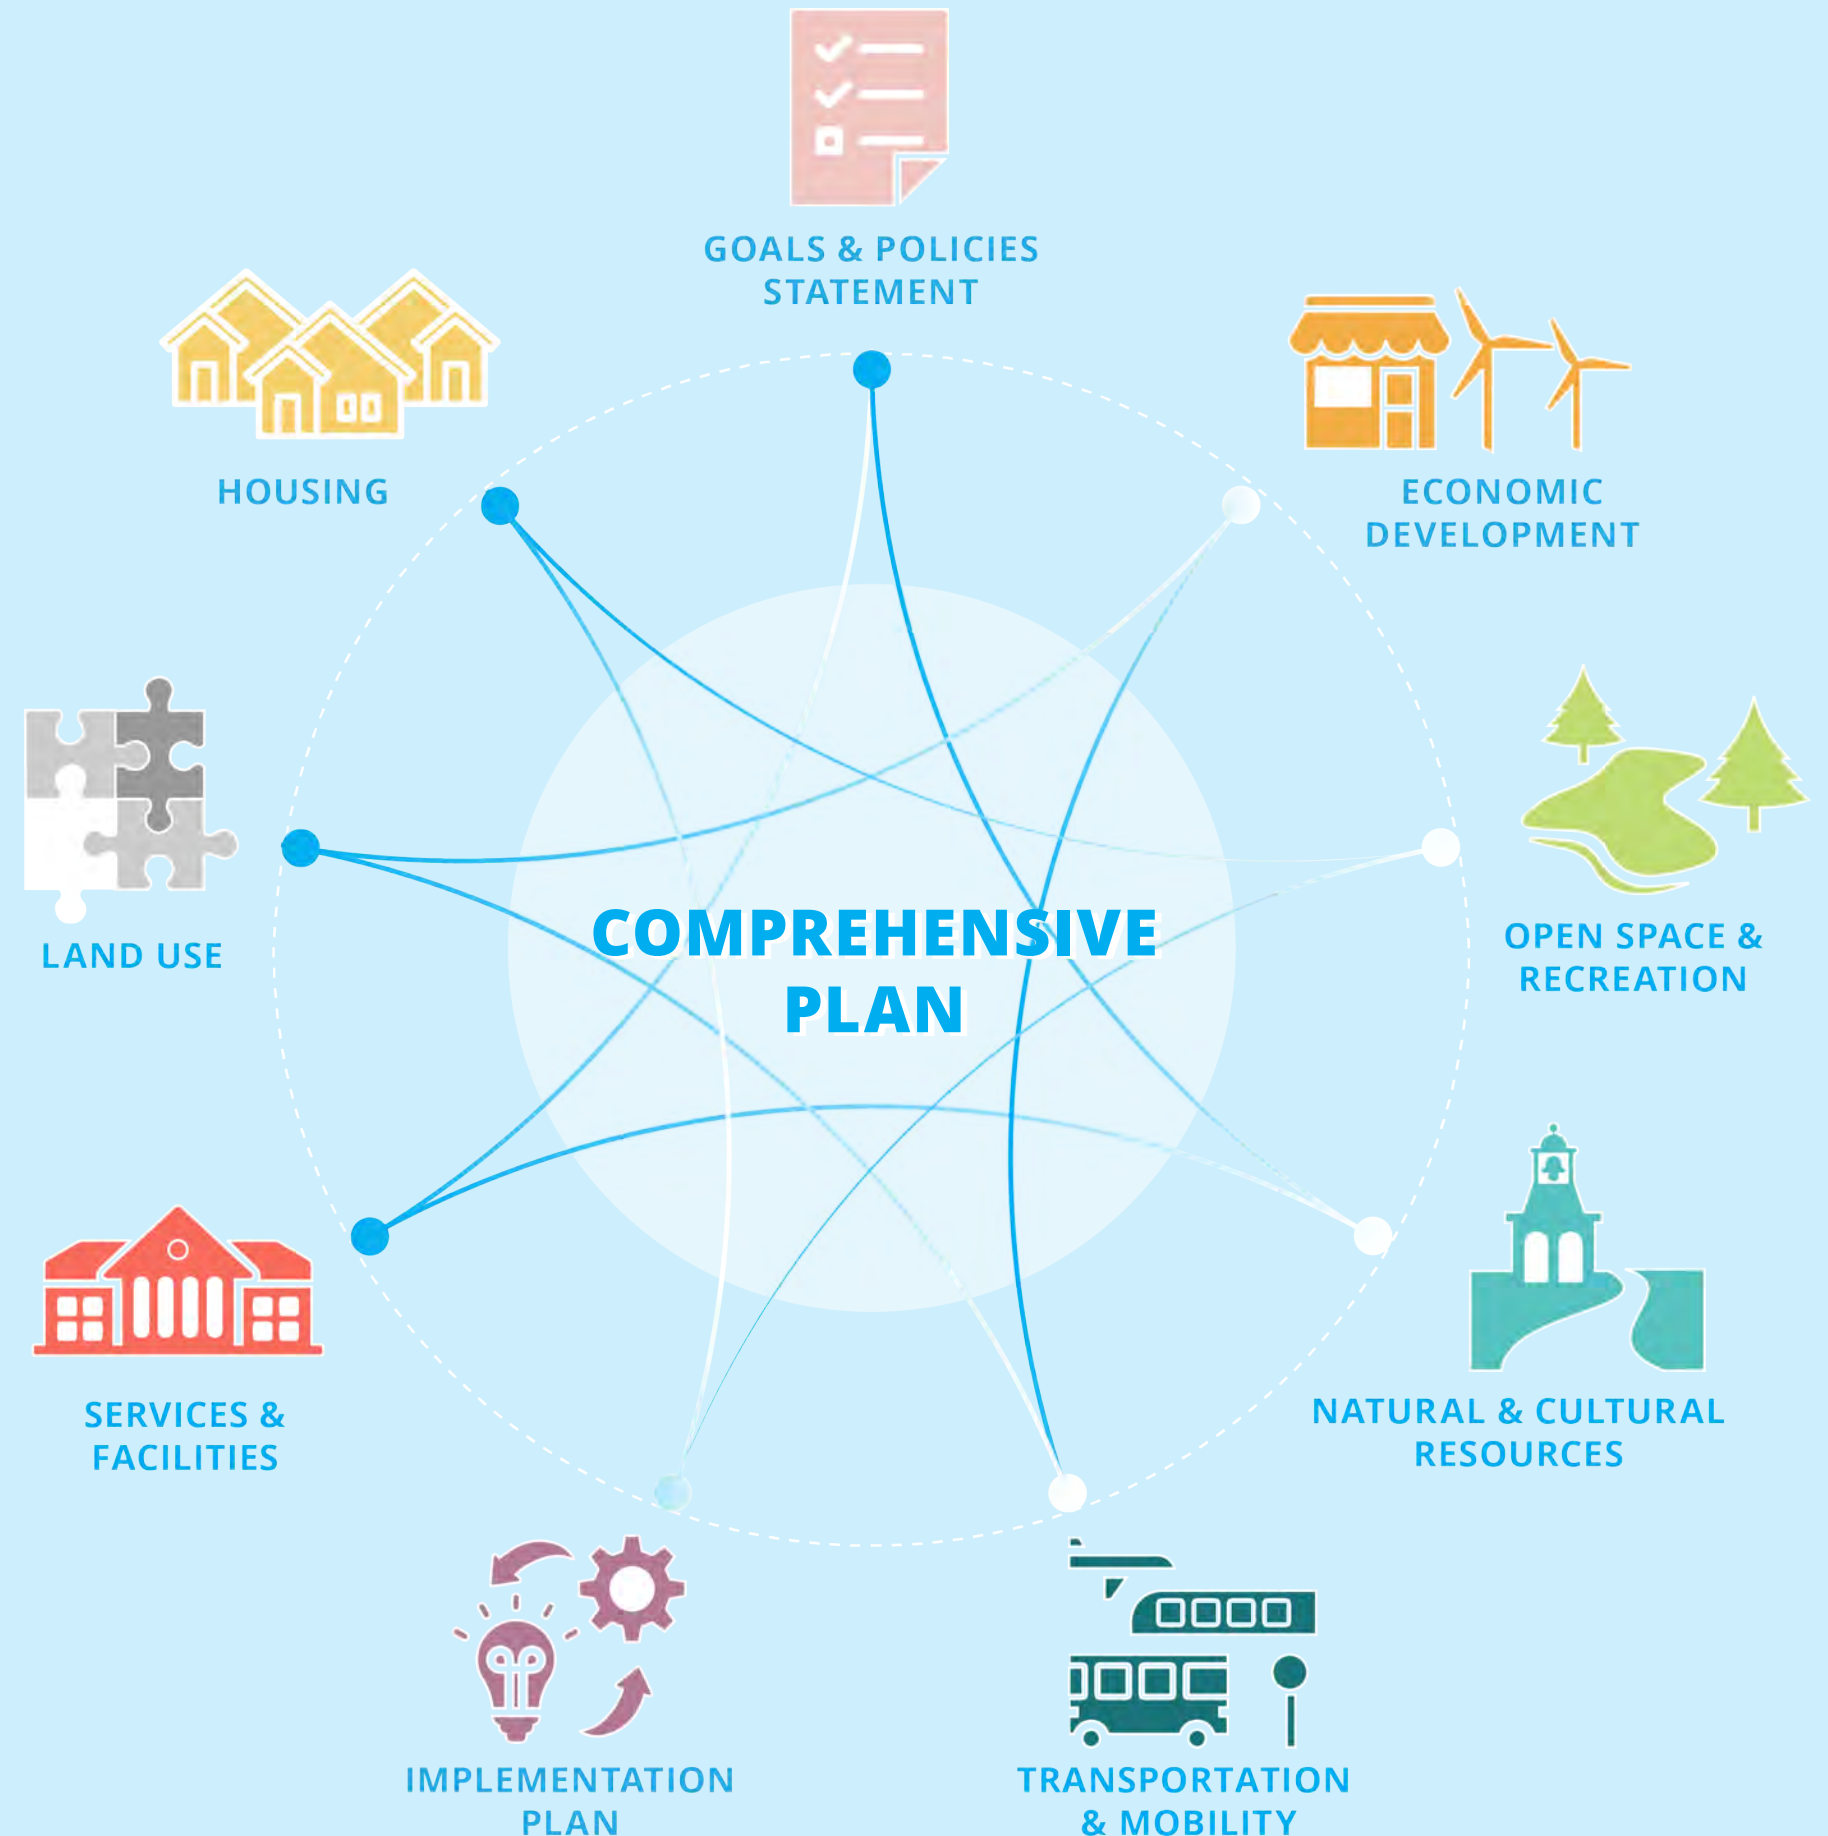 GOALS & POLICIES
STATEMENT
HOUSING
ECONOMIC
DEVELOPMENT
LAND USE
OPEN SPACE &
RECREATION
COMPREHENSIVE
PLAN
SERVICES &
FACILITIES
NATURAL & CULTURAL
RESOURCES
IMPLEMENTATION
PLAN
TRANSPORTATION
& MOBILITY